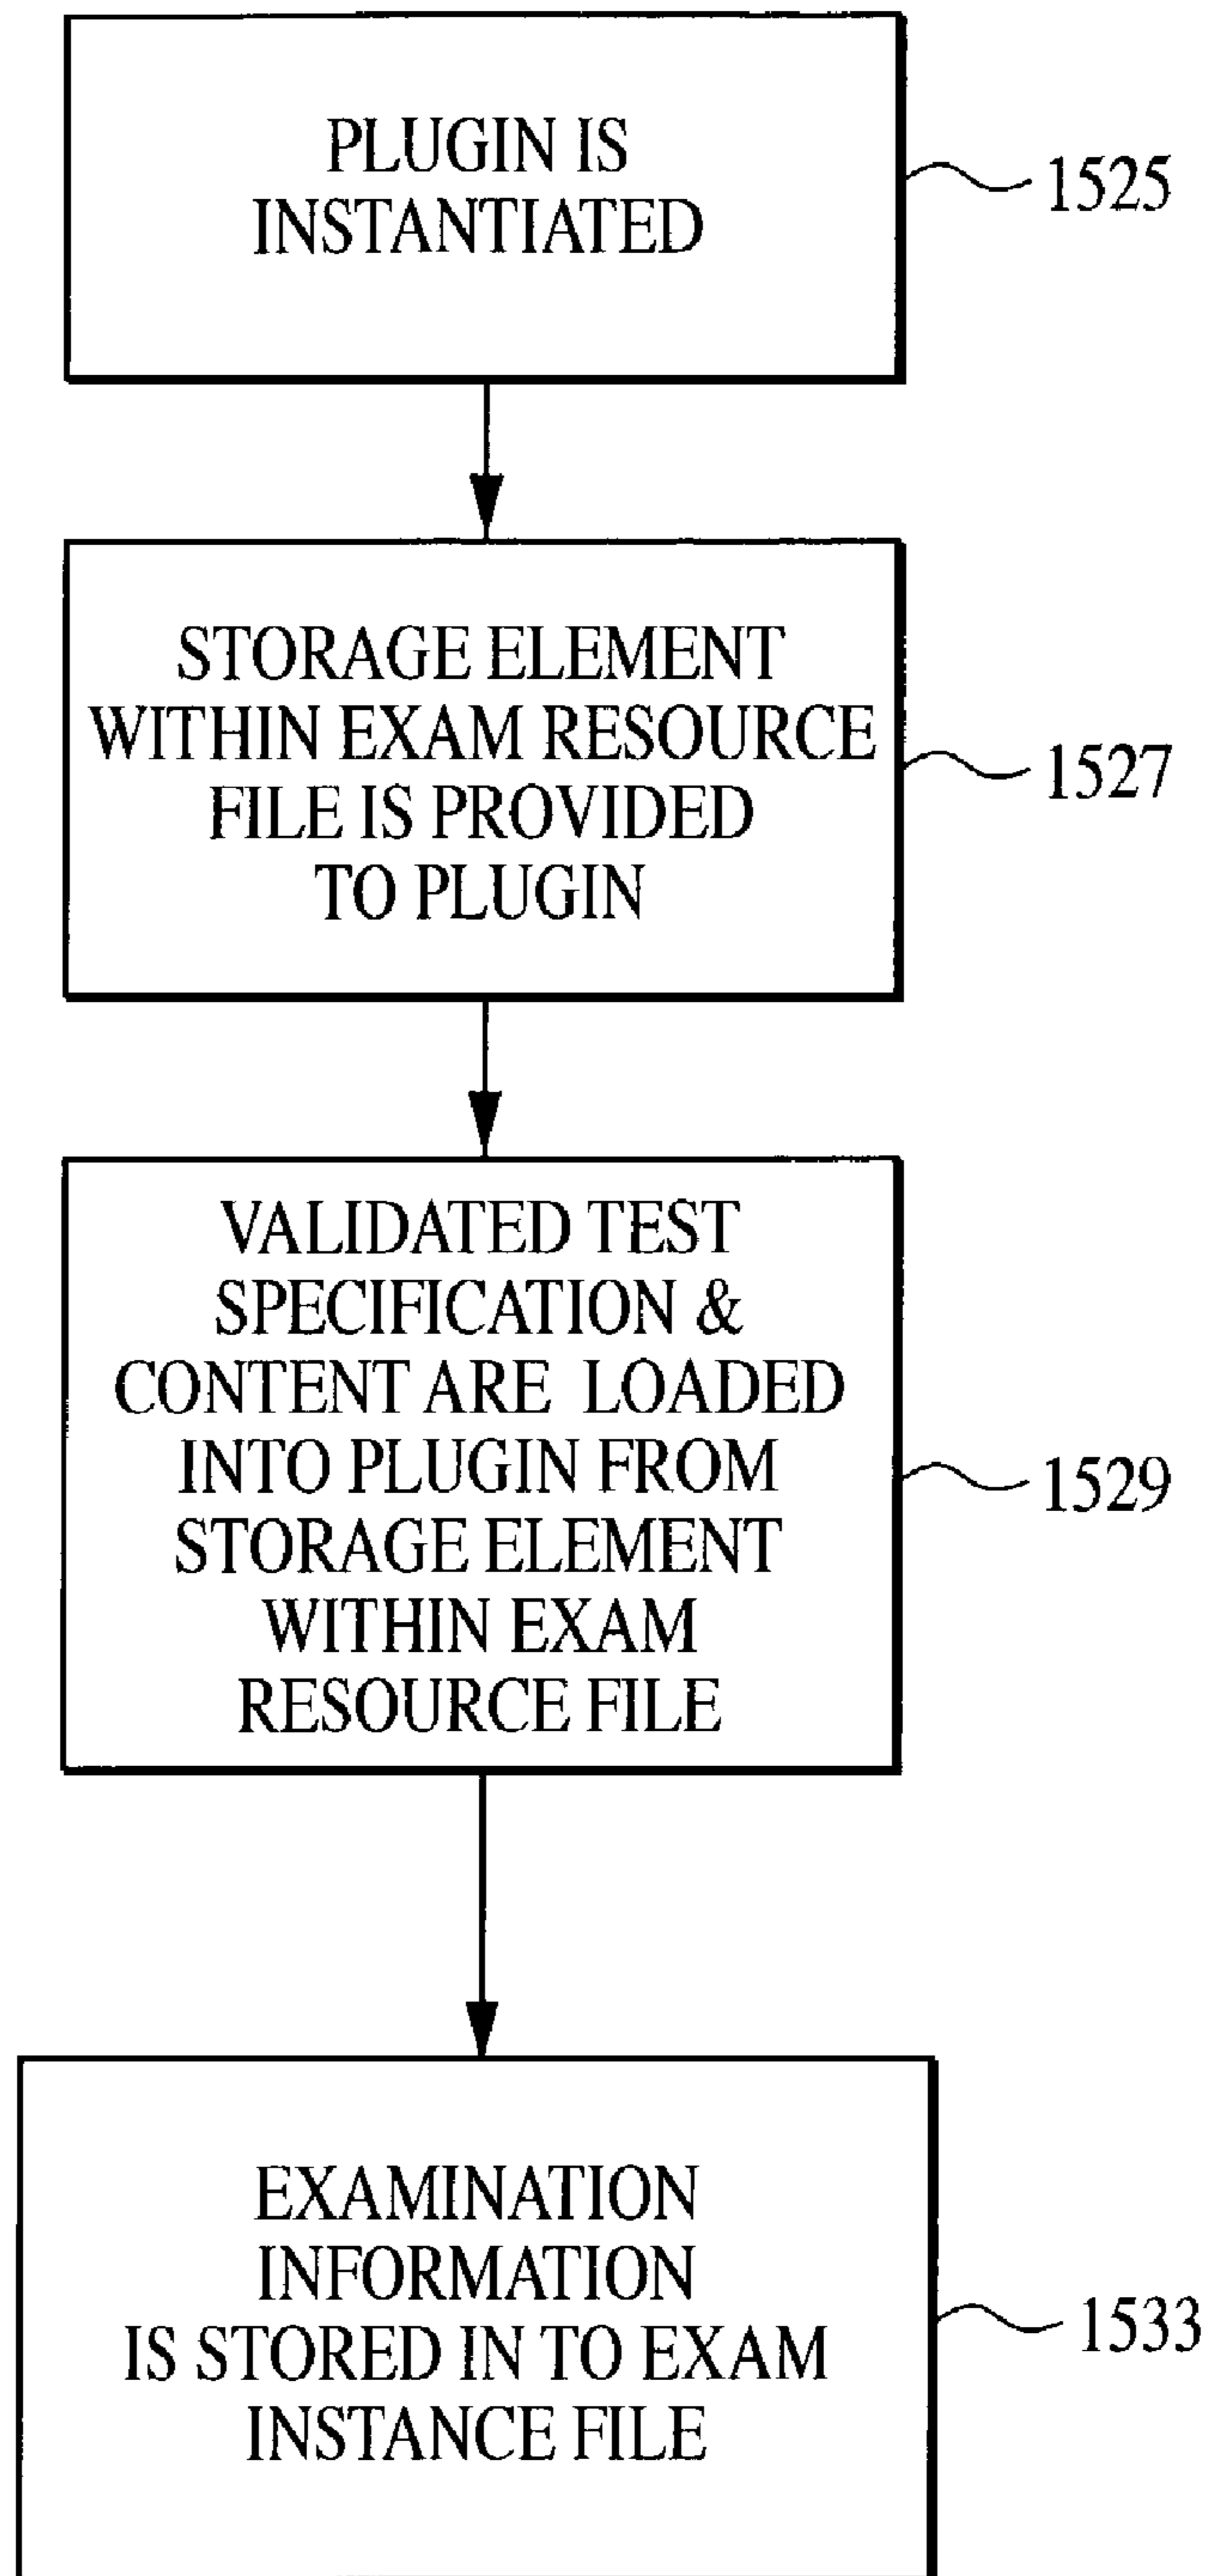 PLUGIN IS
INSTANTIATED
1525
STORAGE ELEMENT
WITHIN EXAM RESOURCE
FILE IS PROVIDED
TO PLUGIN
1527
VALIDATED TEST
SPECIFICATION &
CONTENT ARE LOADED
INTO PLUGIN FROM
STORAGE ELEMENT
WITHIN EXAM
RESOURCE FILE
1529
EXAMINATION
INFORMATION
IS STORED IN TO EXAM
INSTANCE FILE
1533